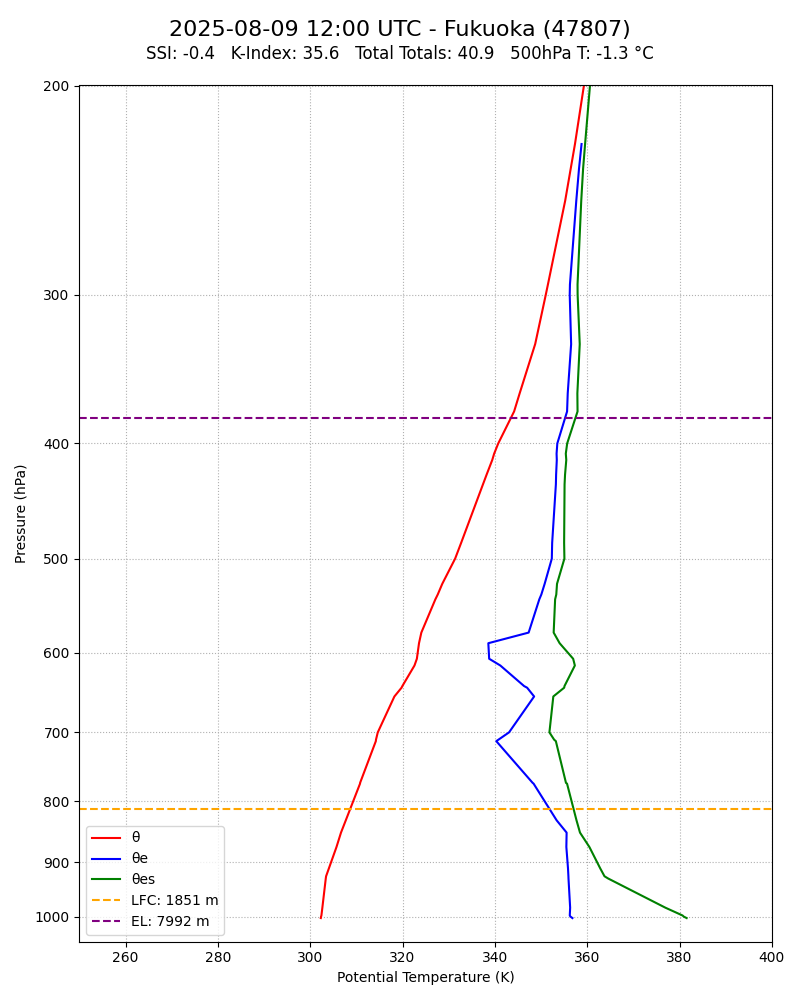 2025-08-09 12:00 UTC - Fukuoka (47807)
SSI: -0.4   K-Index: 35.6   Total Totals: 40.9   500hPa T: -1.3 °C
200
300
400
500
600
700
800
900
1000
Pressure (hPa)
θ
θe
θes
LFC: 1851 m
EL: 7992 m
260 280 300 320 340 360 380 400
Potential Temperature (K)